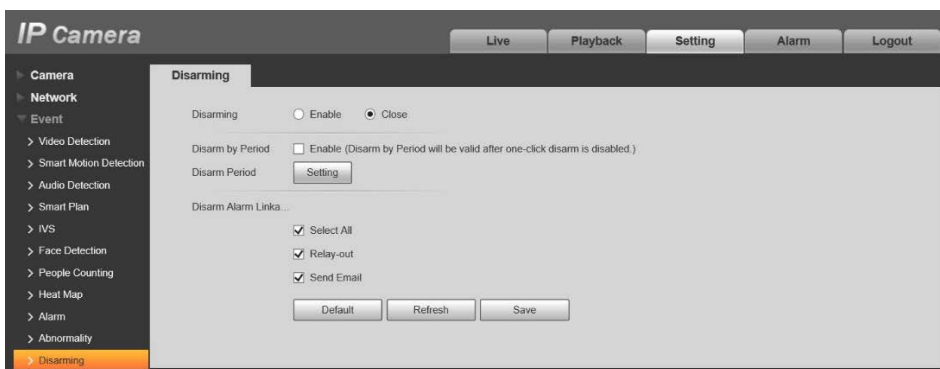 IP Camera
Live Playback Setting Alarm Logout
Camera
Network
Event
Video Detection
Smart Motion Detection
Audio Detection
Smart Plan
IVS
Face Detection
People Counting
Heat Map
Alarm
Abnormality
Disarming
Disarming
Disarming Enable Close
Disarm by Period Enable (Disarm by Period will be valid after one-click disarm is disabled.)
Disarm Period Setting
Disarm Alarm Linka...
Select All
Relay-out
Send Email
Default Refresh Save